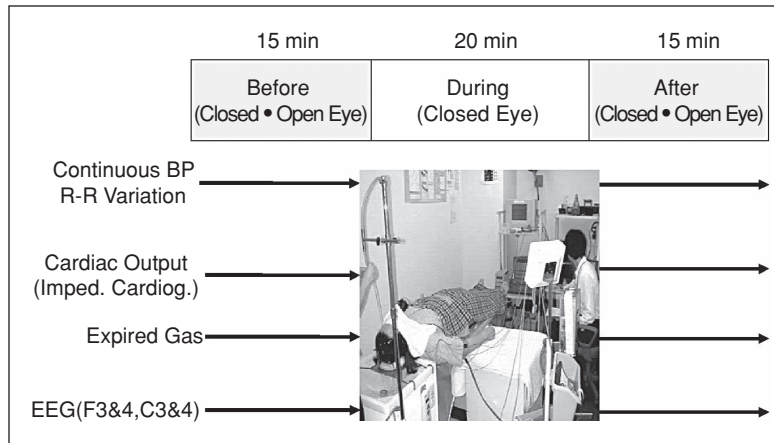 15 min
20 min
15 min
Before
(Closed • Open Eye)
During
(Closed Eye)
After
(Closed • Open Eye)
Continuous BP
R-R Variation
Cardiac Output
(Imped. Cardiog.)
Expired Gas
EEG(F3&4,C3&4)